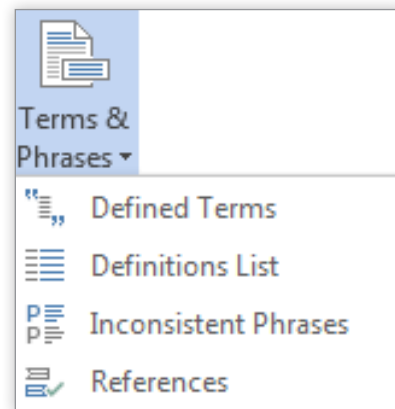 Terms &
Phrases
Defined Terms
Definitions List
Inconsistent Phrases
References